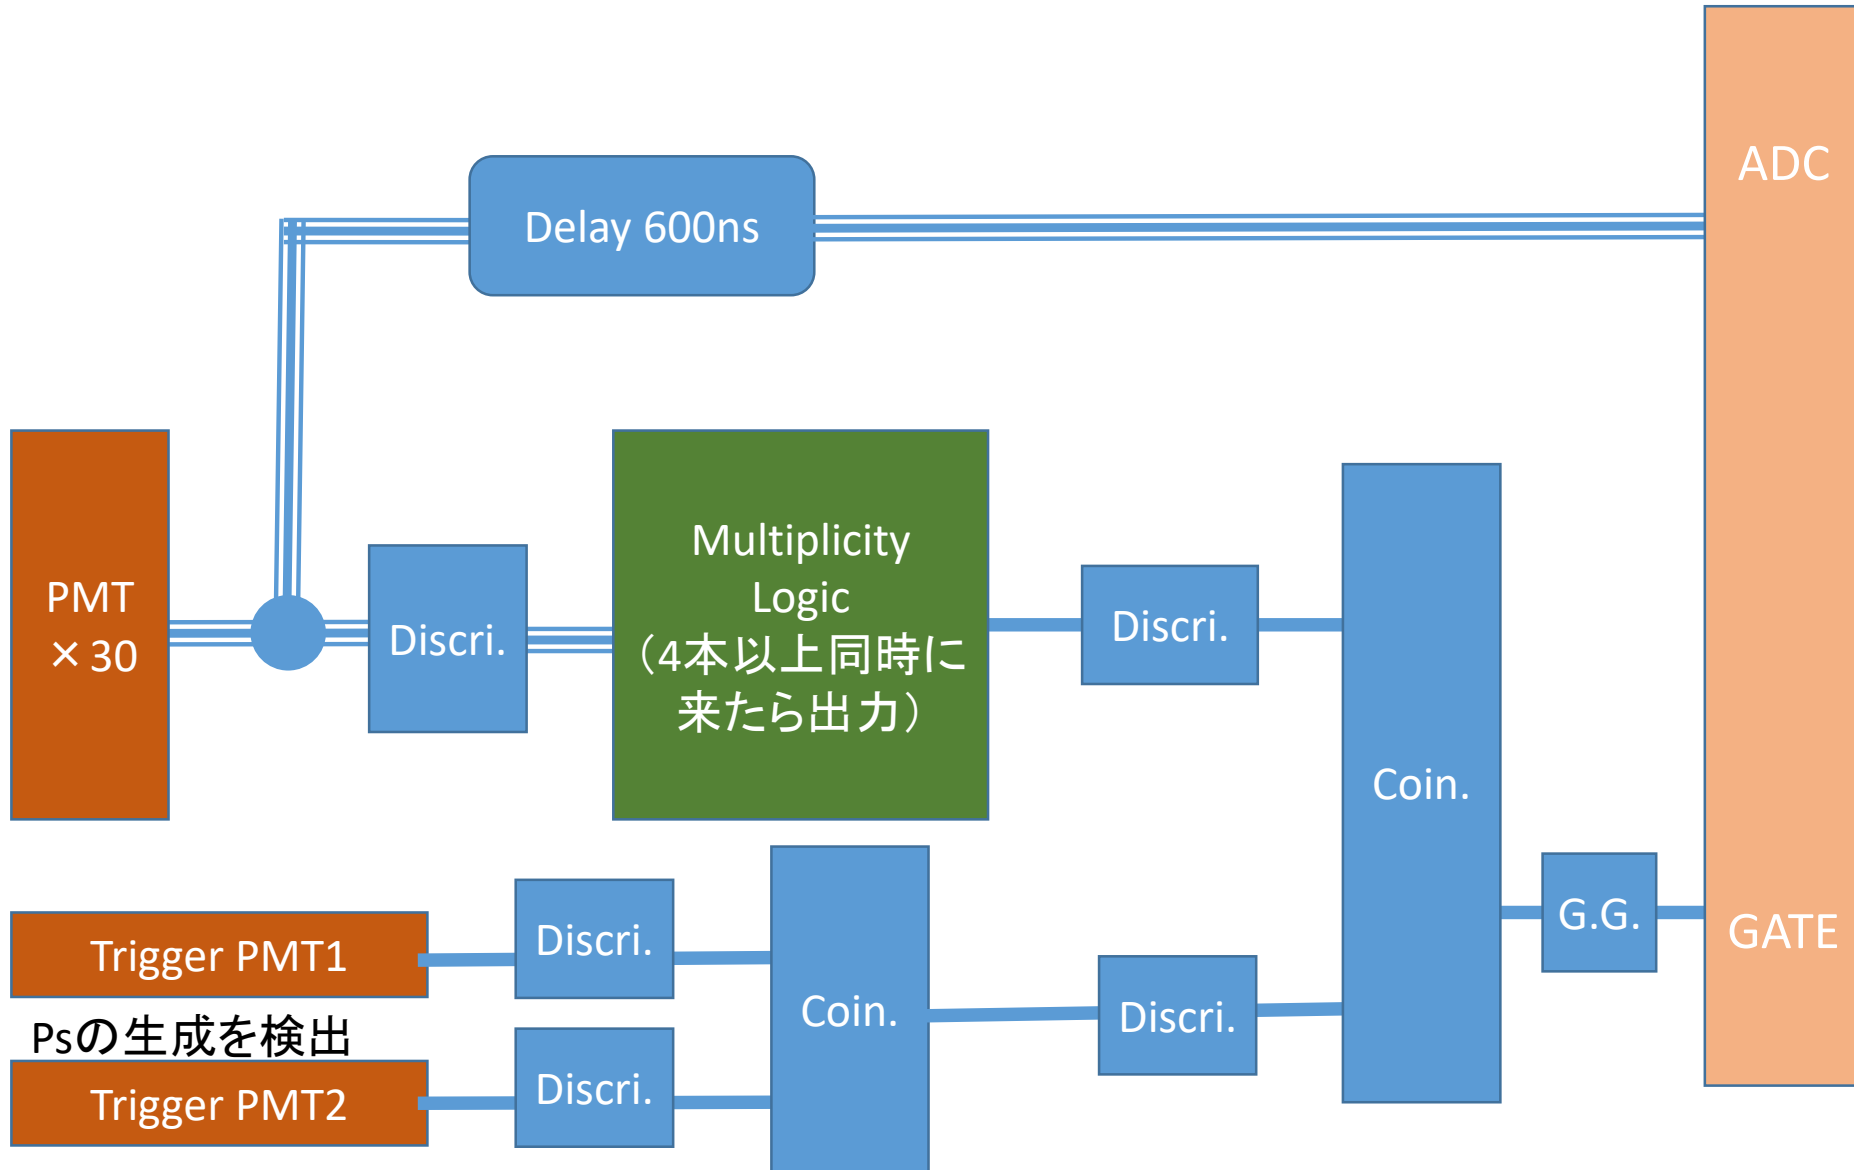 ADC
Delay 600ns
PMT
×30
Discri.
Multiplicity
Logic
（4本以上同時に
来たら出力）
Discri.
Coin.
G.G.
GATE
Trigger PMT1
Discri.
Psの生成を検出
Coin.
Discri.
Trigger PMT2
Discri.